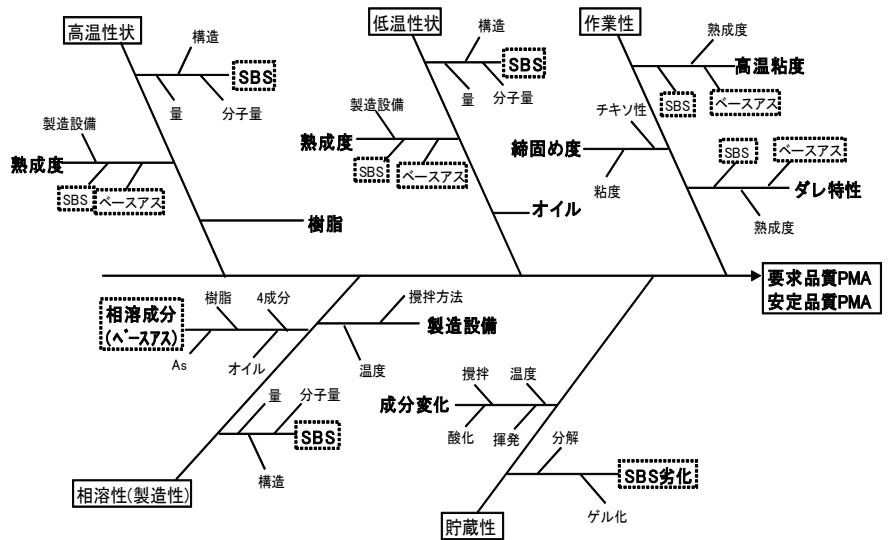 高温性状
構造
SBS
量
分子量
製造設備
熟成度
SBS
ベースアス
樹脂
低温性状
構造
SBS
量
分子量
製造設備
熟成度
SBS
ベースアス
オイル
作業性
熟成度
高温粘度
SBS
ベースアス
チキソ性
締固め度
粘度
SBS
ベースアス
ダレ特性
熟成度
要求品質PMA
安定品質PMA
相溶成分
(ベースアス)
樹脂
4成分
As
オイル
攪拌方法
製造設備
温度
量
分子量
SBS
構造
相溶性(製造性)
攪拌
温度
成分変化
酸化
揮発
分解
SBS劣化
ゲル化
貯蔵性